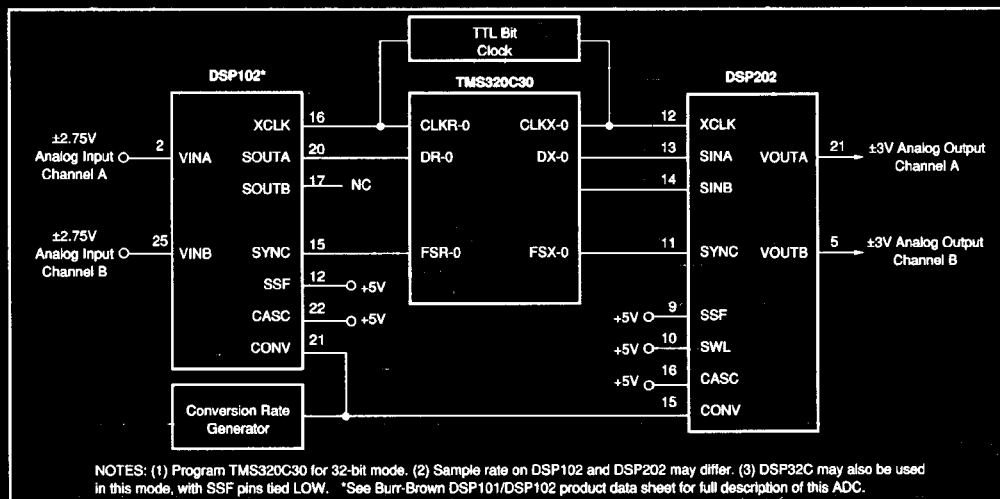 TTL Bit
Clock
DSP102*
TMS320C30
DSP202
±2.75V
Analog Input
Channel A
2
VINA
XCLK
16
CLKR-0
CLKX-0
12
XCLK
SOUTA
20
DR-0
DX-0
13
SINA
VOUTA
21
±3V Analog Output
Channel A
SOUTB
17
NC
14
SINB
±2.75V
Analog Input
Channel B
25
VINB
SYNC
15
FSR-0
FSX-0
11
SYNC
VOUTB
5
±3V Analog Output
Channel B
SSF
12
+5V
CASC
22
+5V
CONV
21
+5V
9
SSF
+5V
10
SWL
+5V
16
CASC
15
CONV
Conversion Rate
Generator
NOTES: (1) Program TMS320C30 for 32-bit mode. (2) Sample rate on DSP102 and DSP202 may differ. (3) DSP32C may also be used
in this mode, with SSF pins tied LOW. *See Burr-Brown DSP101/DSP102 product data sheet for full description of this ADC.